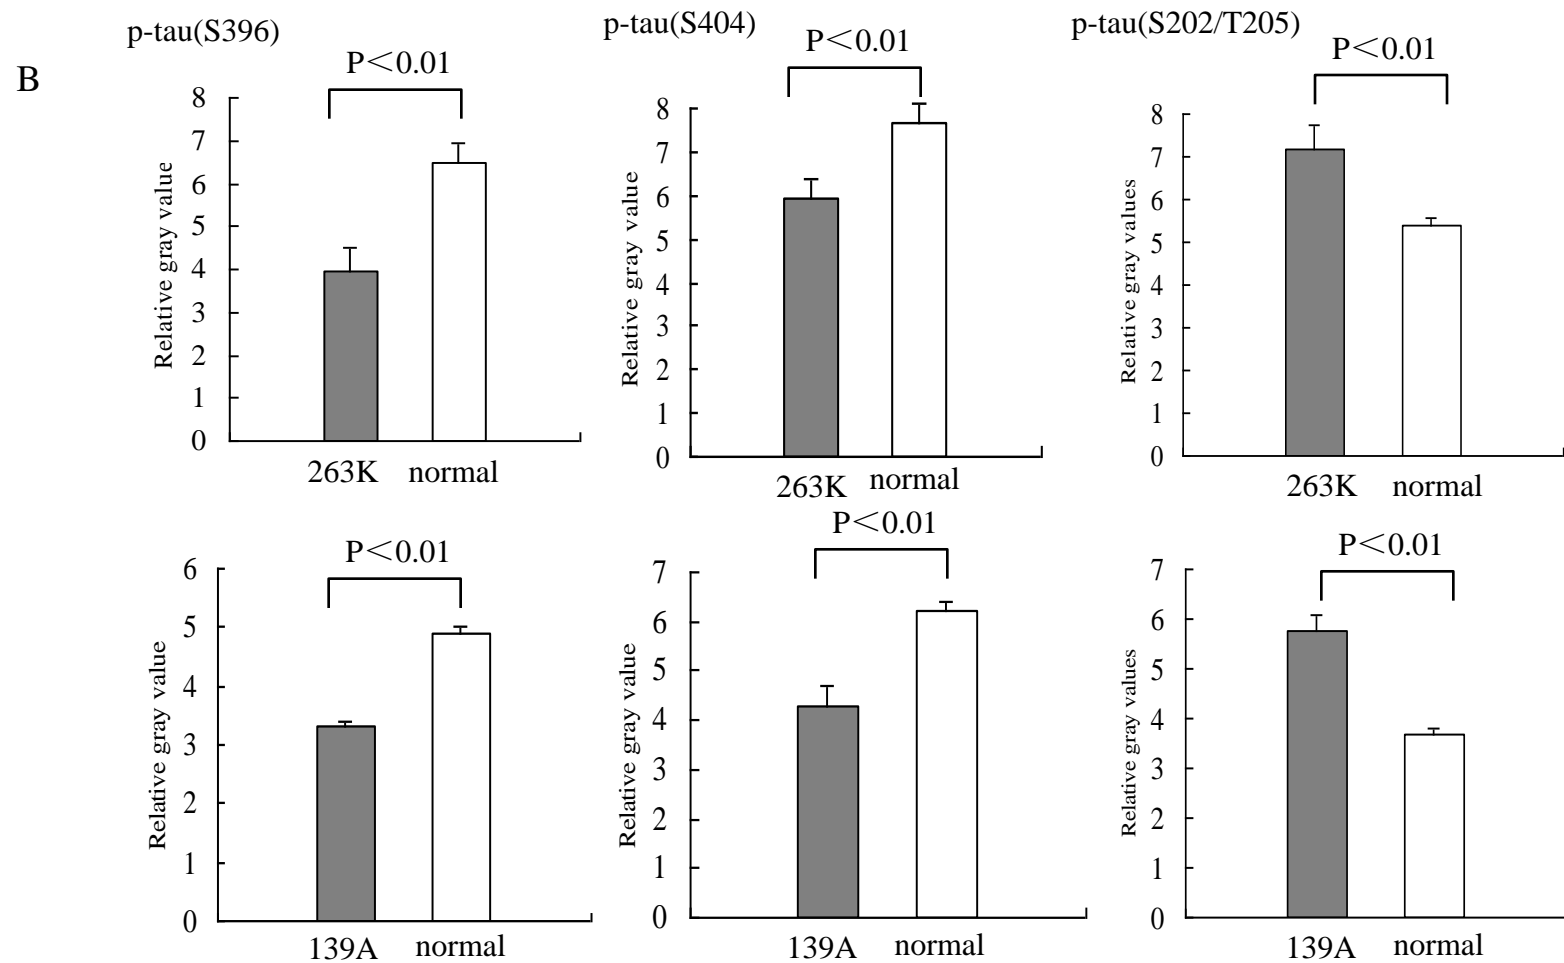 p-tau(S396)
p-tau(S404)
p-tau(S202/T205)
B
P<0.01
Relative gray value
8
7
6
5
4
3
2
1
0
263K normal
P<0.01
Relative gray value
8
7
6
5
4
3
2
1
0
263K normal
P<0.01
Relative gray values
8
7
6
5
4
3
2
1
0
263K normal
P<0.01
Relative gray value
6
5
4
3
2
1
0
139A normal
P<0.01
Relative gray value
7
6
5
4
3
2
1
0
139A normal
P<0.01
Relative gray values
7
6
5
4
3
2
1
0
139A normal